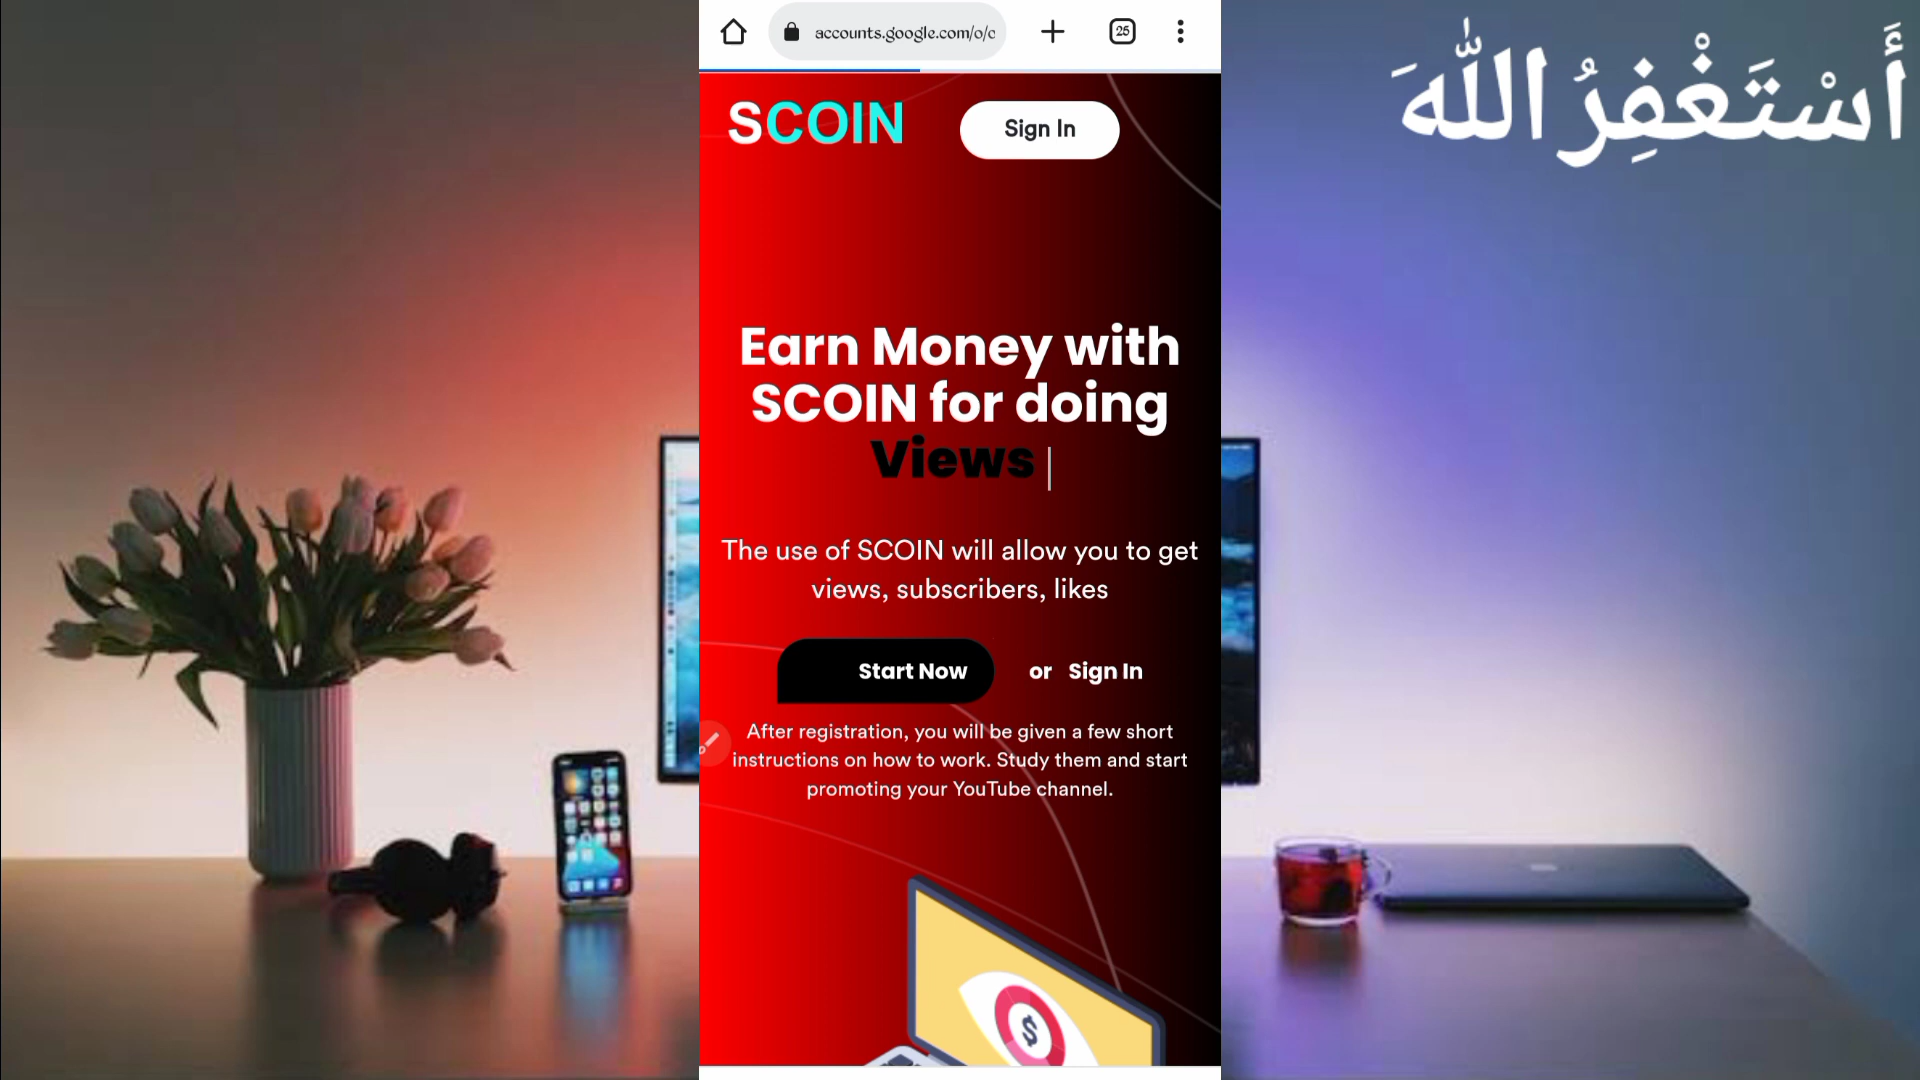 accounts.google.com/o/c
25
أَسْتَغْفِرُ اللّٰهَ
SCOIN
Sign In
Earn Money with
SCOIN for doing
Views
The use of SCOIN will allow you to get
views, subscribers, likes
Start Now or Sign In
After registration, you will be given a few short
instructions on how to work. Study them and start
promoting your YouTube channel.
$